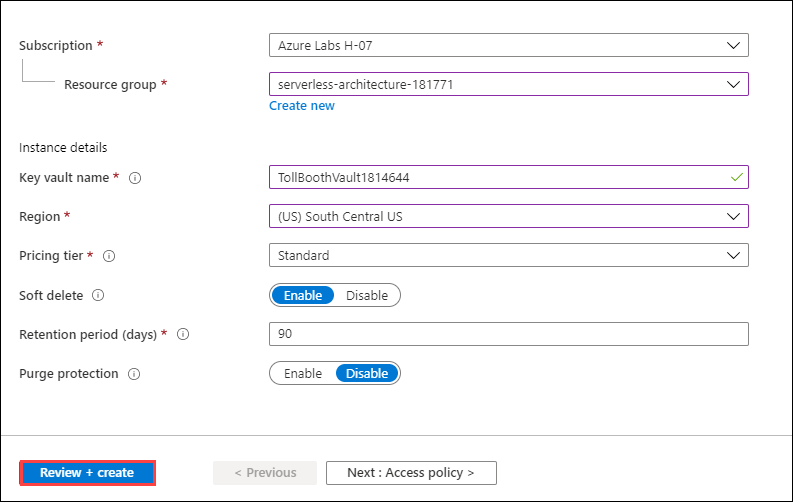 Subscription * Azure Labs H-07
Resource group * serverless-architecture-181771
Create new
Instance details
Key vault name * TollBoothVault1814644
Region * (US) South Central US
Pricing tier * Standard
Soft delete Enable Disable
Retention period (days) * 90
Purge protection Enable Disable
Review + create < Previous Next : Access policy >